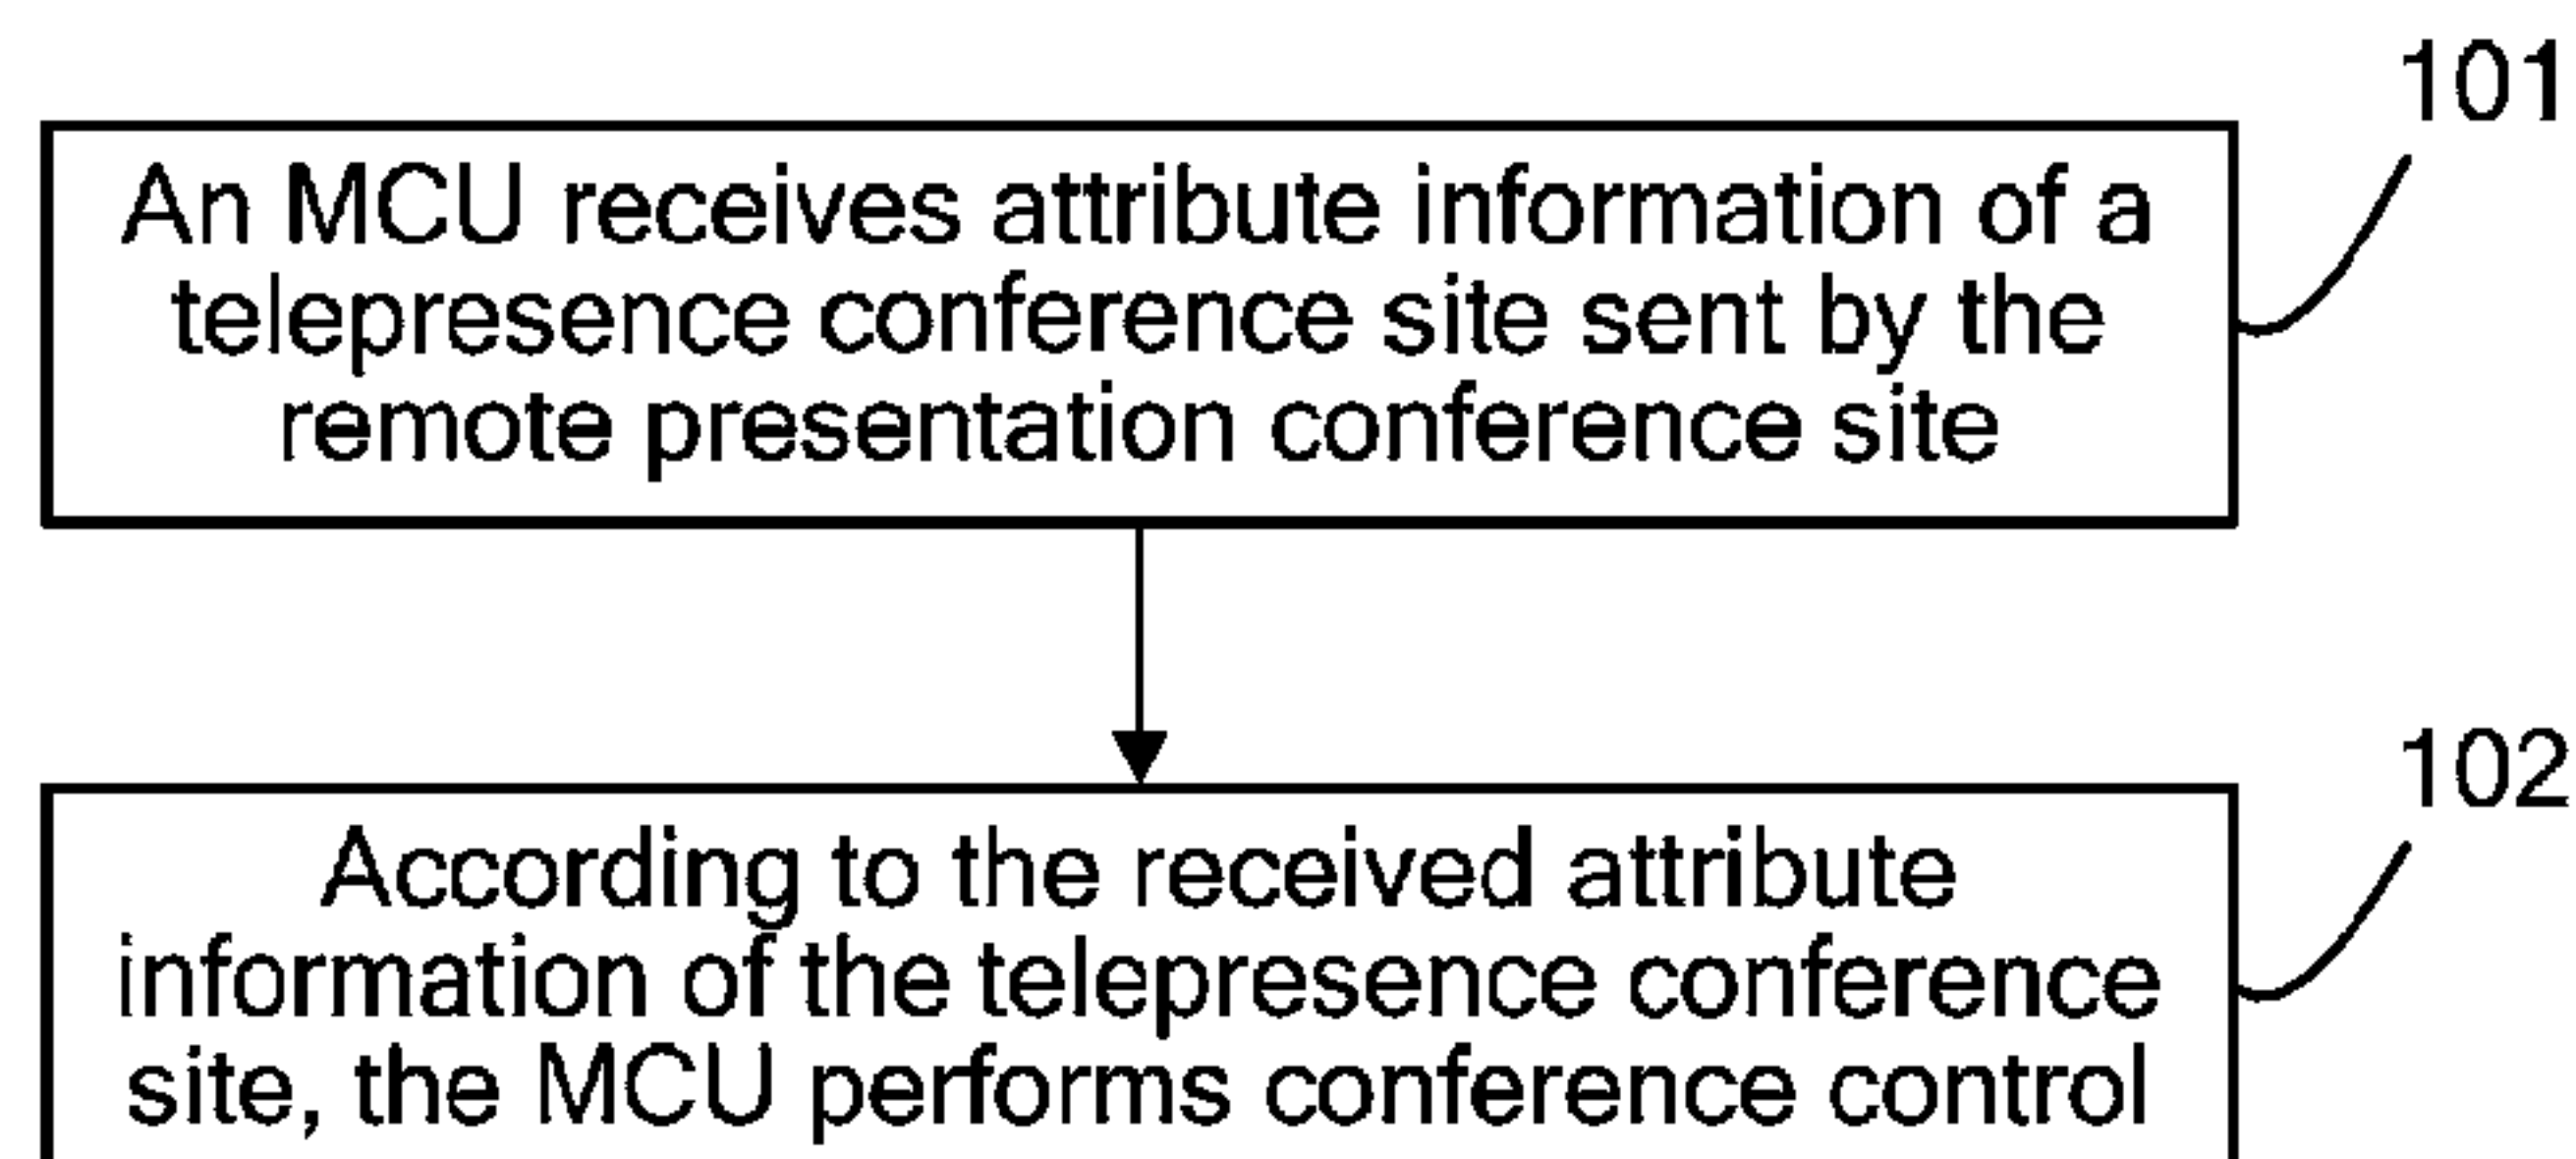 101
An MCU receives attribute information of a
telepresence conference site sent by the
remote presentation conference site
102
According to the received attribute
information of the telepresence conference
site, the MCU performs conference control